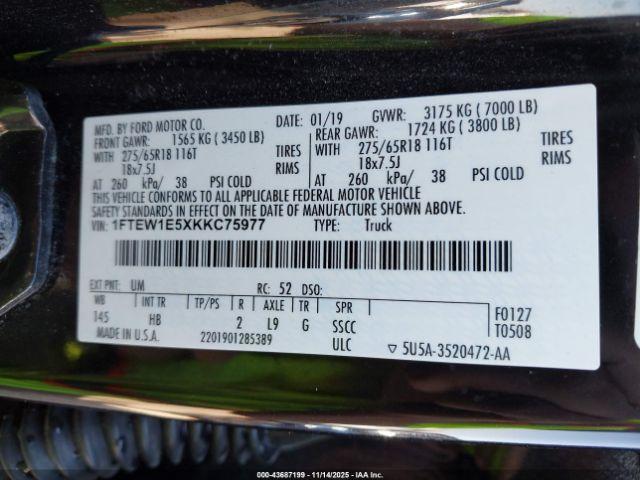 MFD. BY FORD MOTOR CO. DATE: 01/19 GVWR: 3175 KG ( 7000 LB)
FRONT GAWR: 1565 KG ( 3450 LB) REAR GAWR: 1724 KG ( 3800 LB)
WITH 275/65R18 116T TIRES WITH 275/65R18 116T TIRES
18x7.5J RIMS 18x7.5J RIMS
AT 260 kPa/ 38 PSI COLD AT 260 kPa/ 38 PSI COLD
THIS VEHICLE CONFORMS TO ALL APPLICABLE FEDERAL MOTOR VEHICLE
SAFETY STANDARDS IN EFFECT ON THE DATE OF MANUFACTURE SHOWN ABOVE.
VIN: 1FTEW1E5XKKC75977 TYPE: Truck
EXT PNT: UM RC: 52 DSO:
WB INT TR TP/PS R AXLE TR SPR F0127
145 HB 2 L9 G SSCC T0508
MADE IN U.S.A. 2201901285389 ULC ▽ 5U5A-3520472-AA
000-43687199 | 11/14/2025 | IAAI.COM